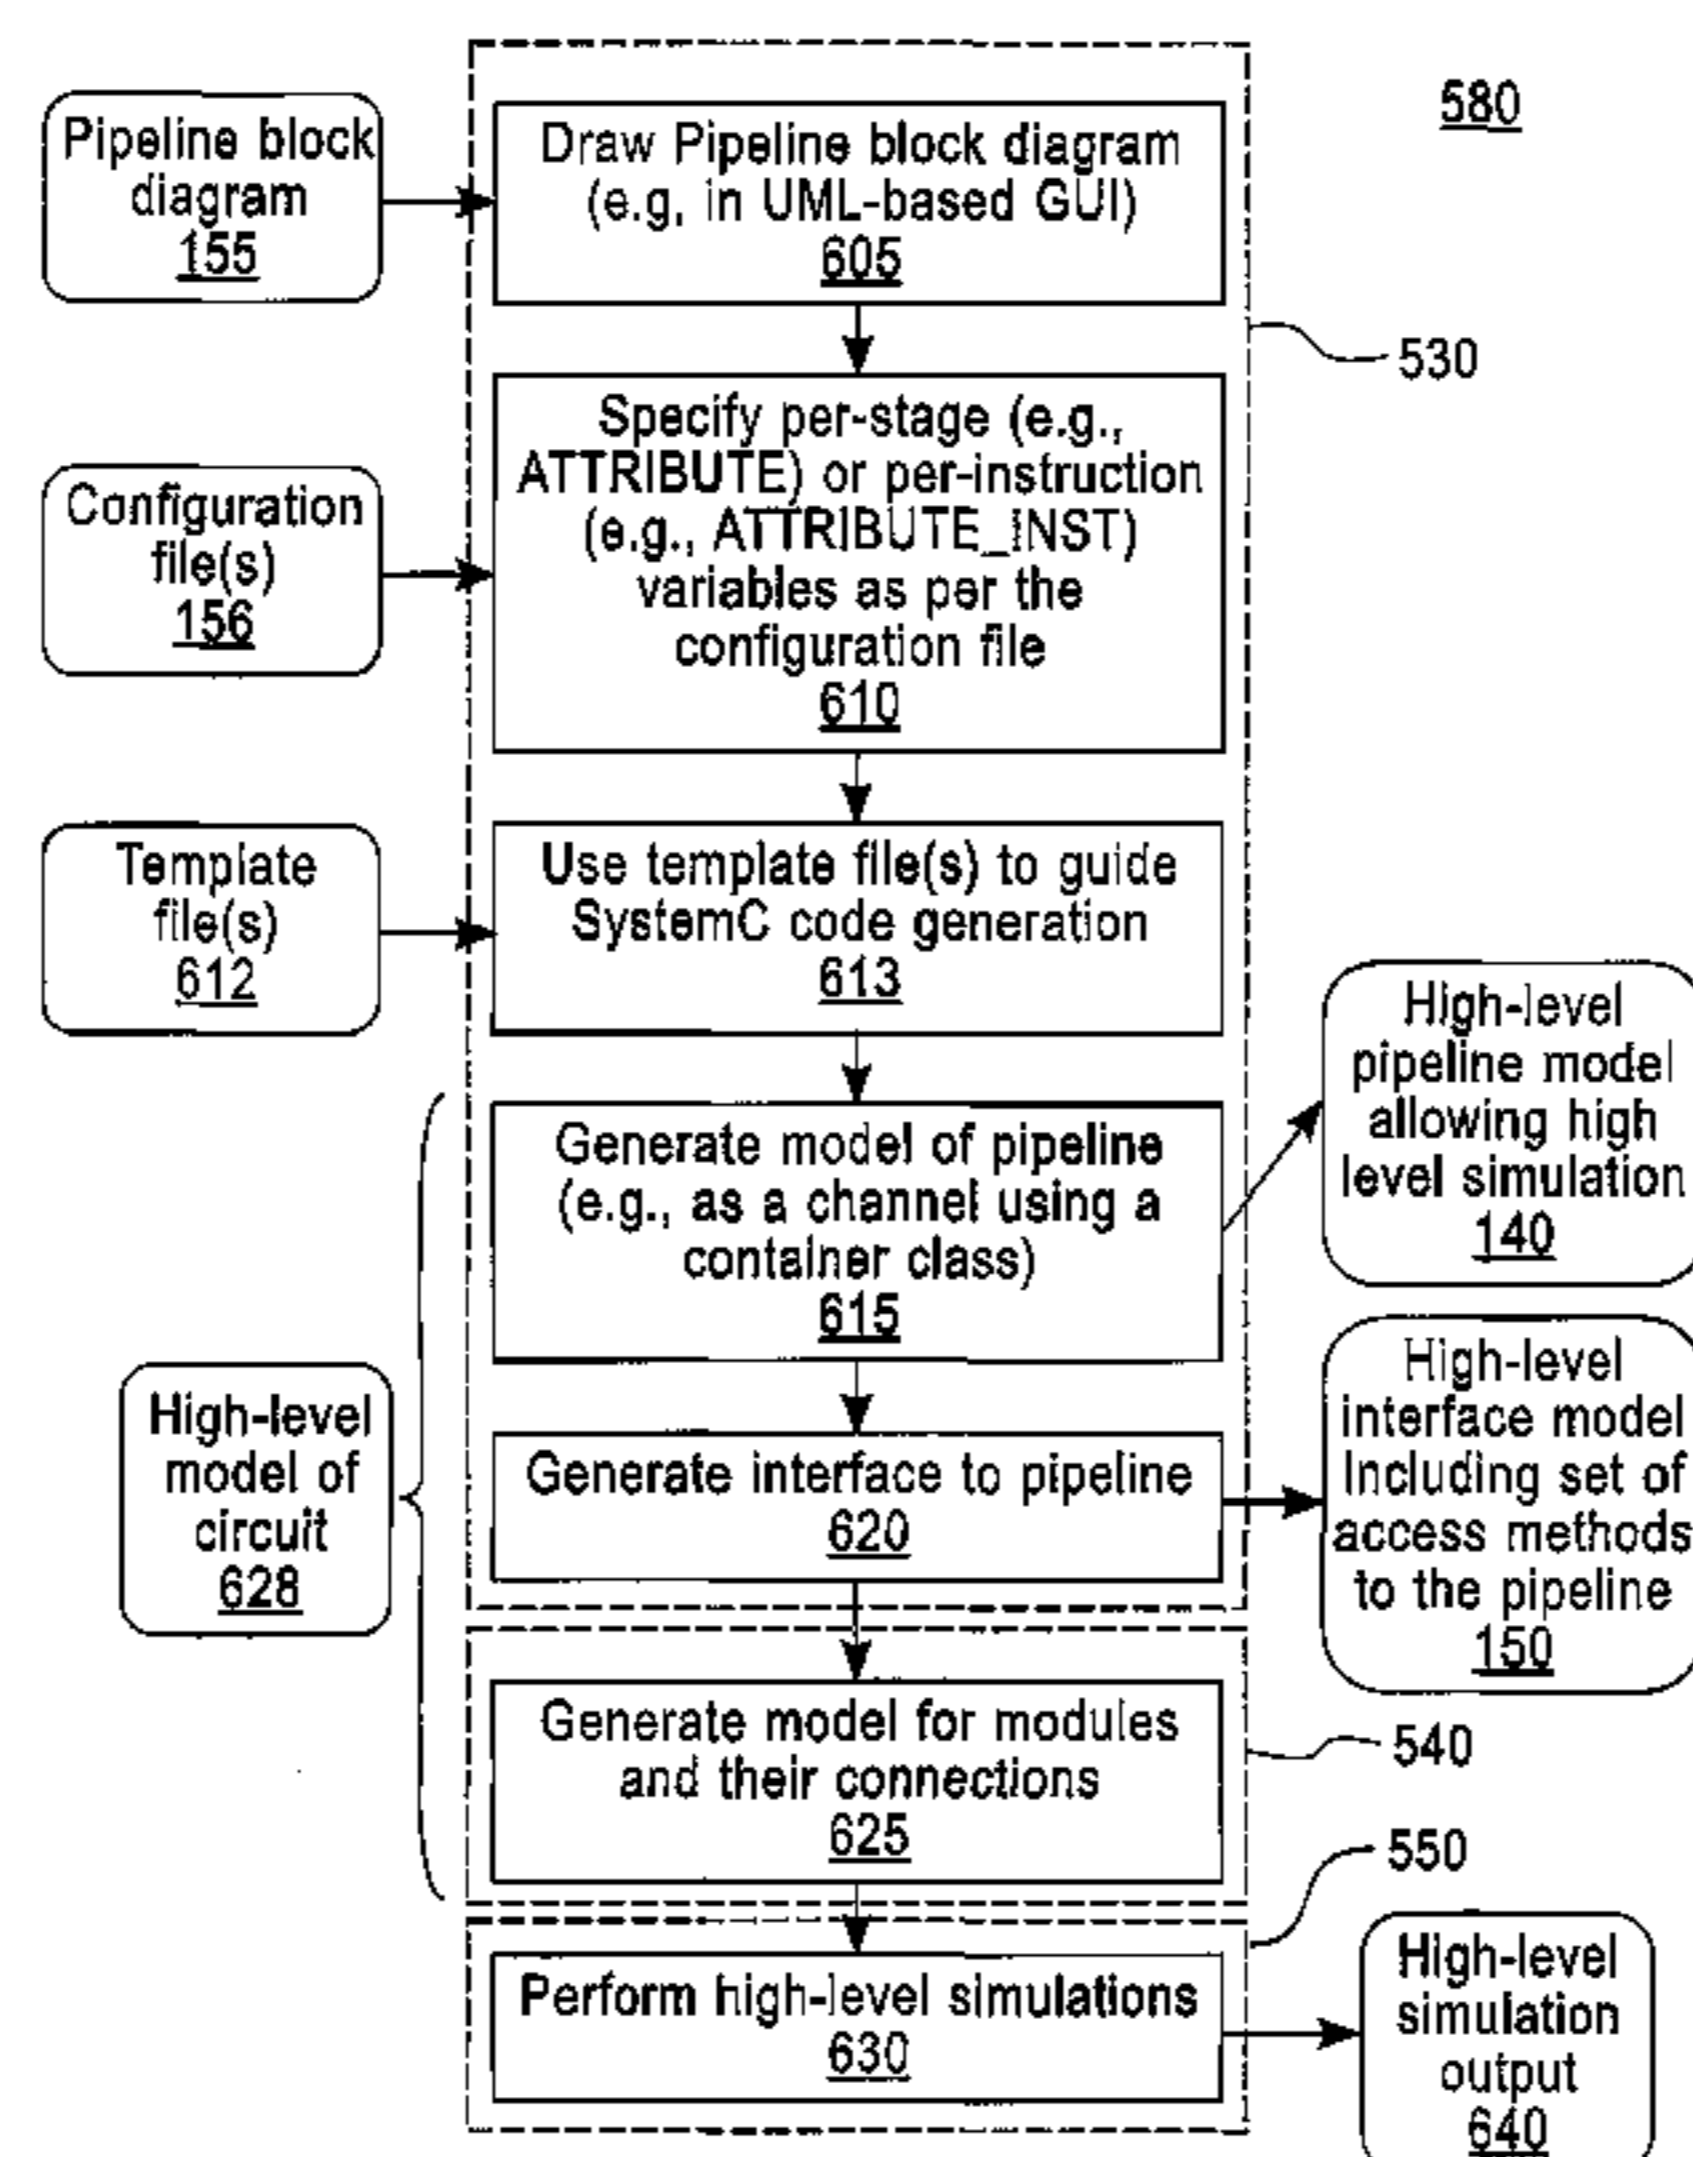 580
Pipeline block
diagram
155
Draw Pipeline block diagram
(e.g, in UML-based GUI)
605
530
Configuration
file(s)
156
Specify per-stage (e.g.,
ATTRIBUTE) or per-instruction
(e.g., ATTRIBUTE_INST)
variables as per the
configuration file
610
Template
file(s)
612
Use template file(s) to guide
SystemC code generation
613
Generate model of pipeline
(e.g., as a channel using a
container class)
615
High-level
pipeline model
allowing high
level simulation
140
High-level
model of
circuit
628
Generate interface to pipeline
620
High-level
interface model
Including set of
access methods
to the pipeline
150
Generate model for modules
and their connections
625
540
550
Perform high-level simulations
630
High-level
simulation
output
640